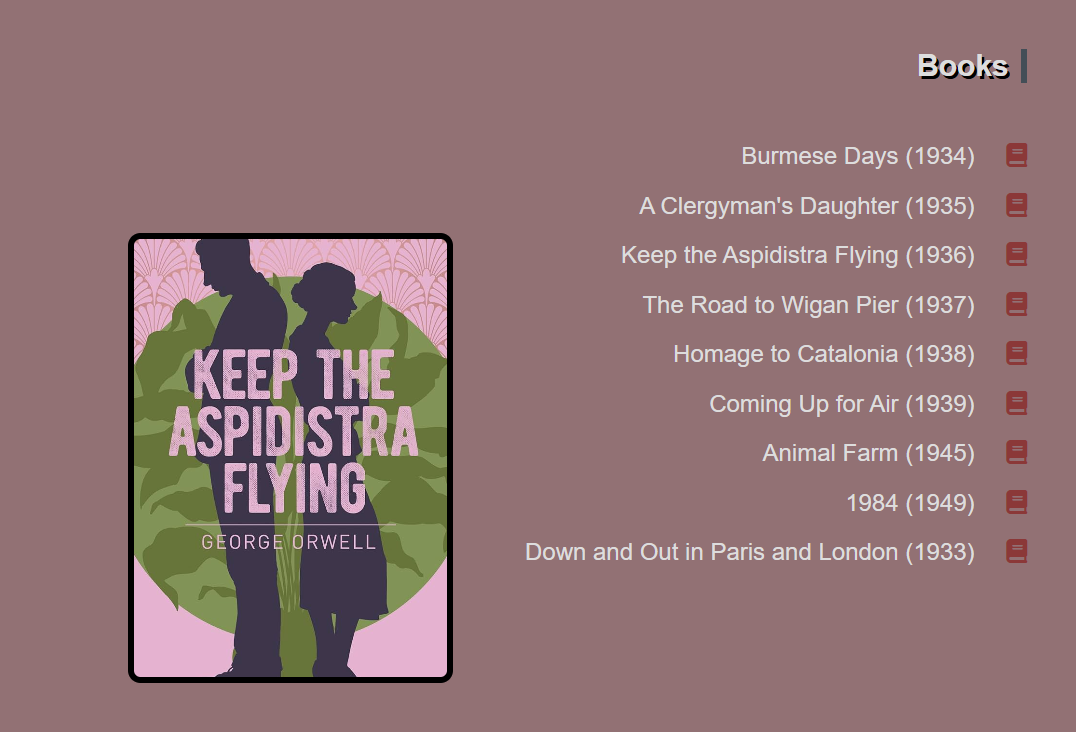 Books
Burmese Days (1934)
A Clergyman's Daughter (1935)
Keep the Aspidistra Flying (1936)
The Road to Wigan Pier (1937)
Homage to Catalonia (1938)
Coming Up for Air (1939)
Animal Farm (1945)
1984 (1949)
Down and Out in Paris and London (1933)
KEEP THE
ASPIDISTRA
FLYING
GEORGE ORWELL